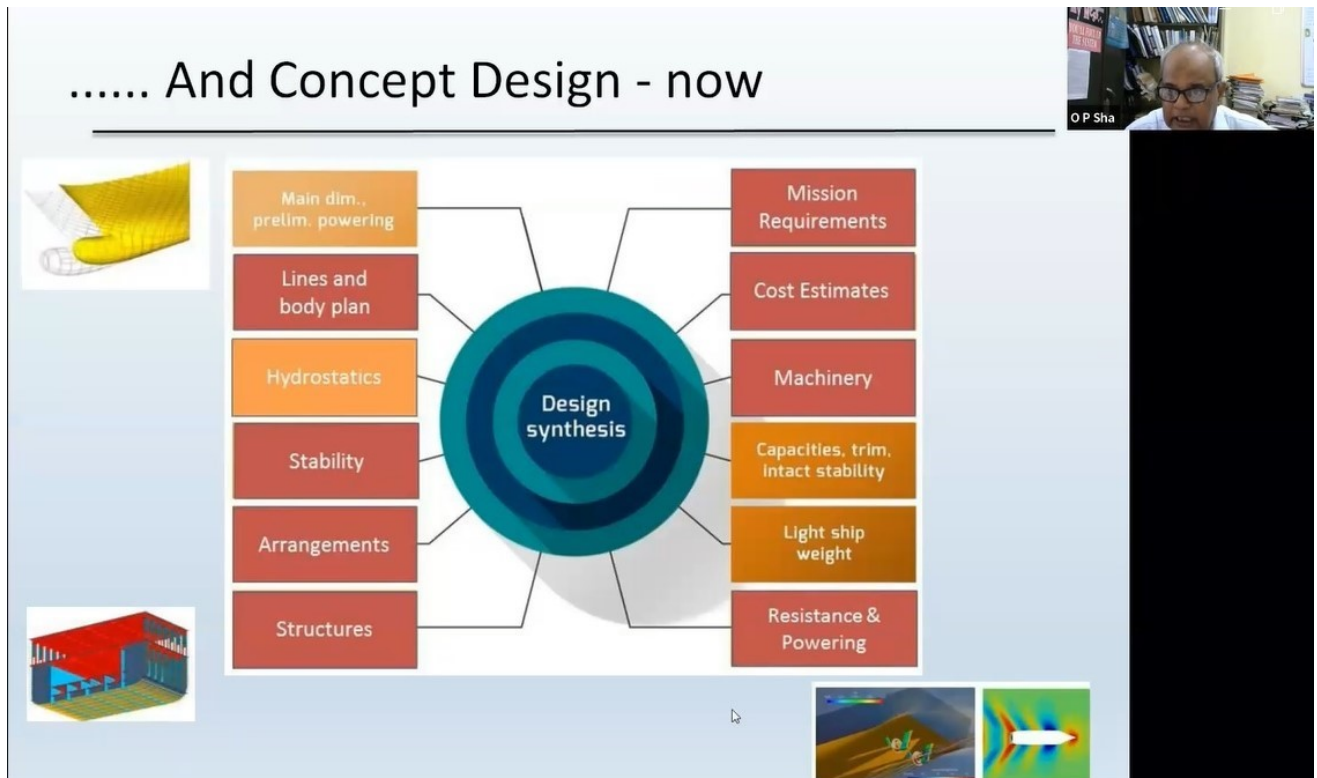 ...... And Concept Design - now
O P Sha
Main dim.,
prelim. powering
Lines and
body plan
Hydrostatics
Stability
Arrangements
Structures
Design
synthesis
Mission
Requirements
Cost Estimates
Machinery
Capacities, trim,
intact stability
Light ship
weight
Resistance &
Powering